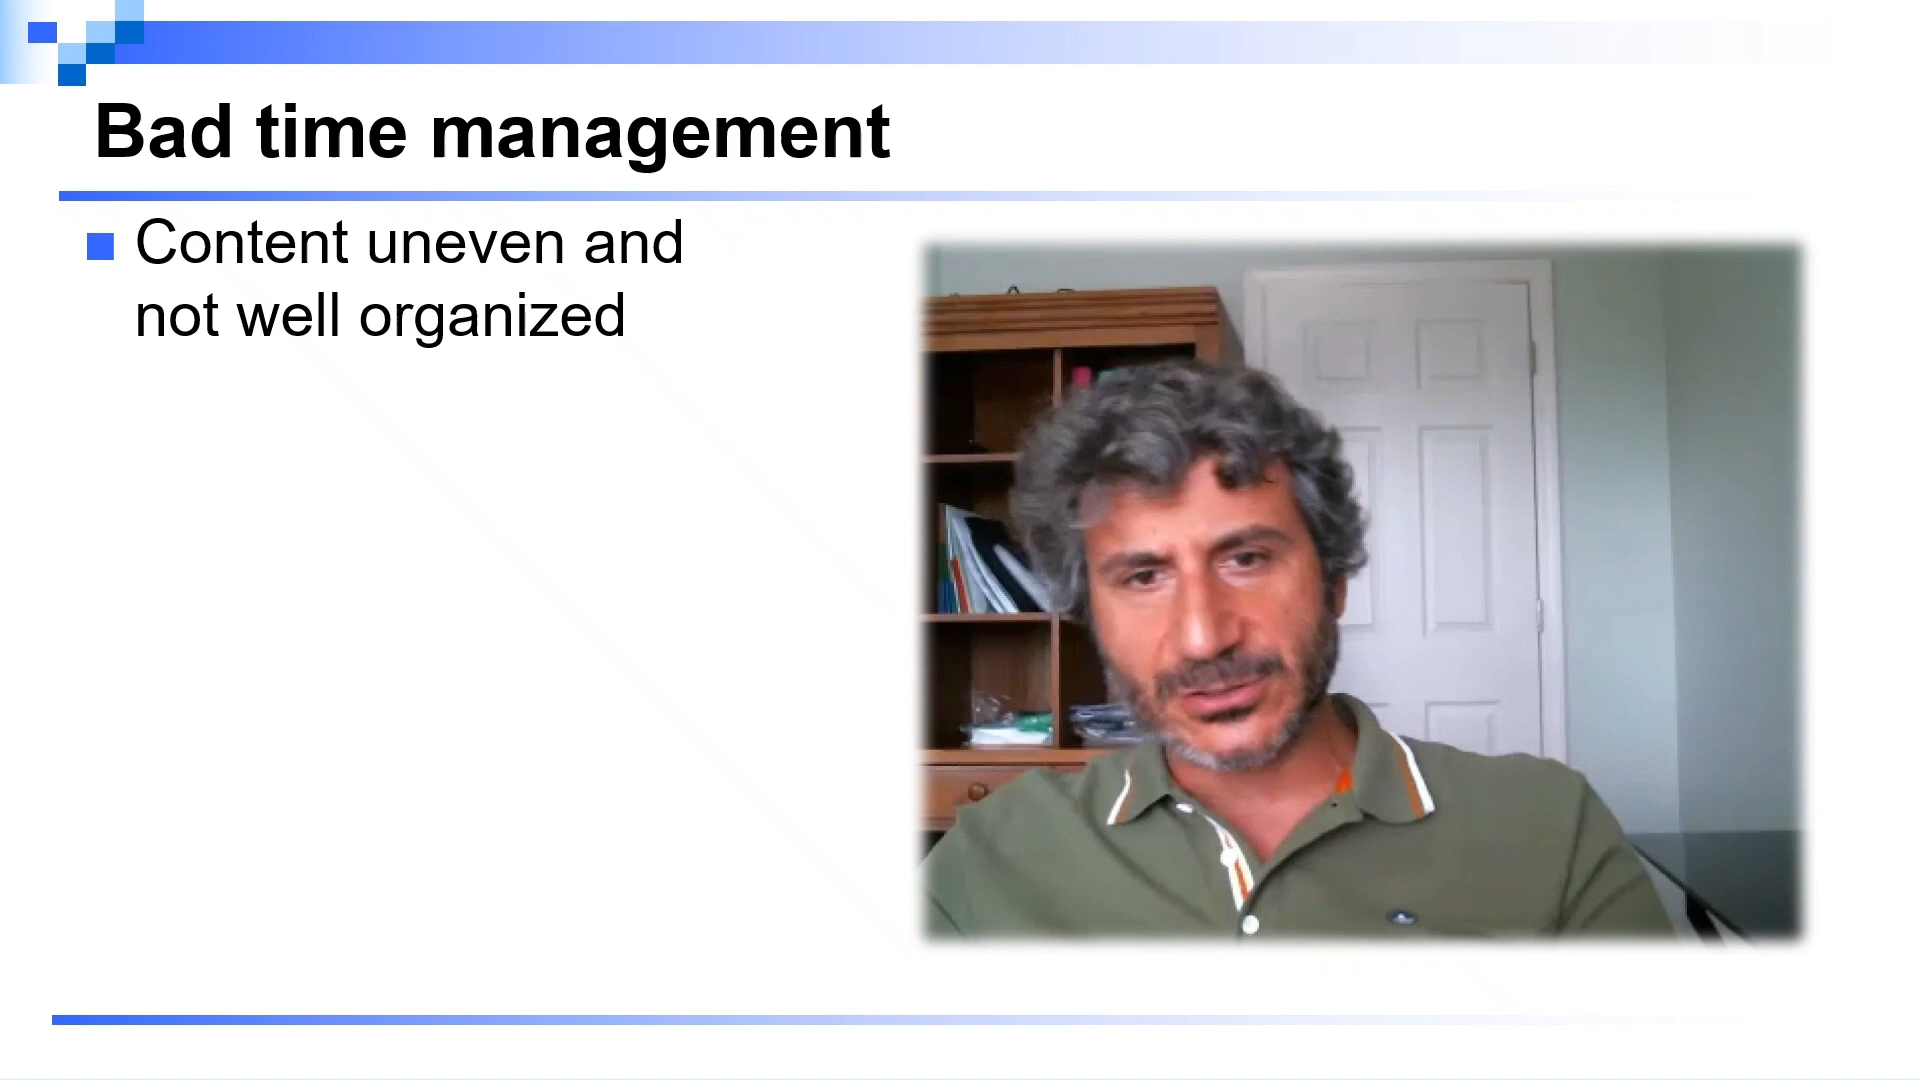 Bad time management
Content uneven and
not well organized